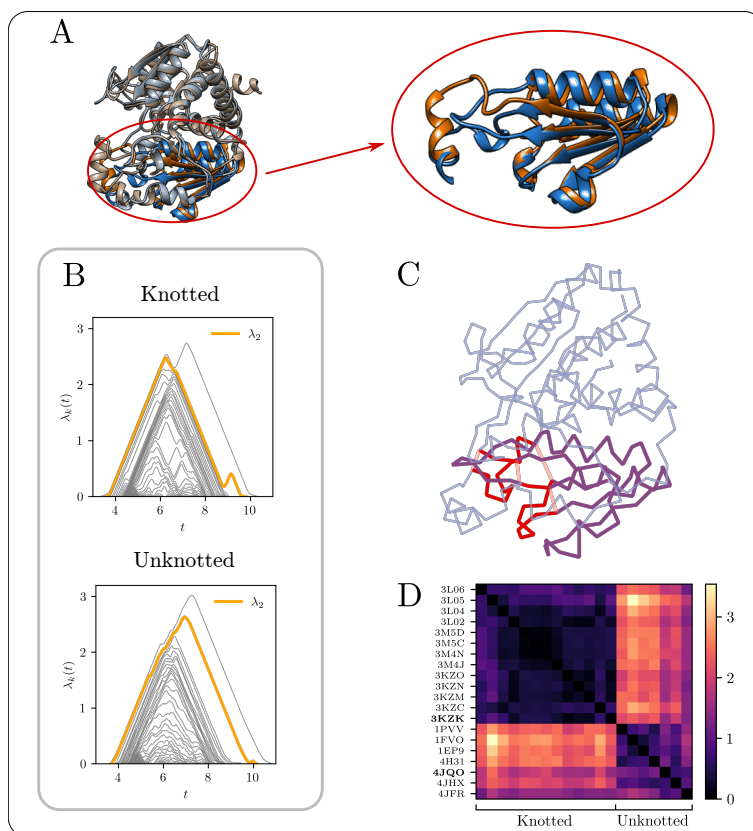 A
B
Knotted
λ₂
3
2
1
0
λₖ(t)
4
6
8
10
t
Unknotted
λ₂
3
2
1
0
λₖ(t)
4
6
8
10
t
C
D
3L06
3L05
3L04
3L02
3M5D
3M5C
3M4N
3M4J
3KZO
3KZN
3KZM
3KZC
3KZK
1PVV
1FVO
1EP9
4H31
4JQO
4JHX
4JFR
Knotted
Unknotted
3
2
1
0